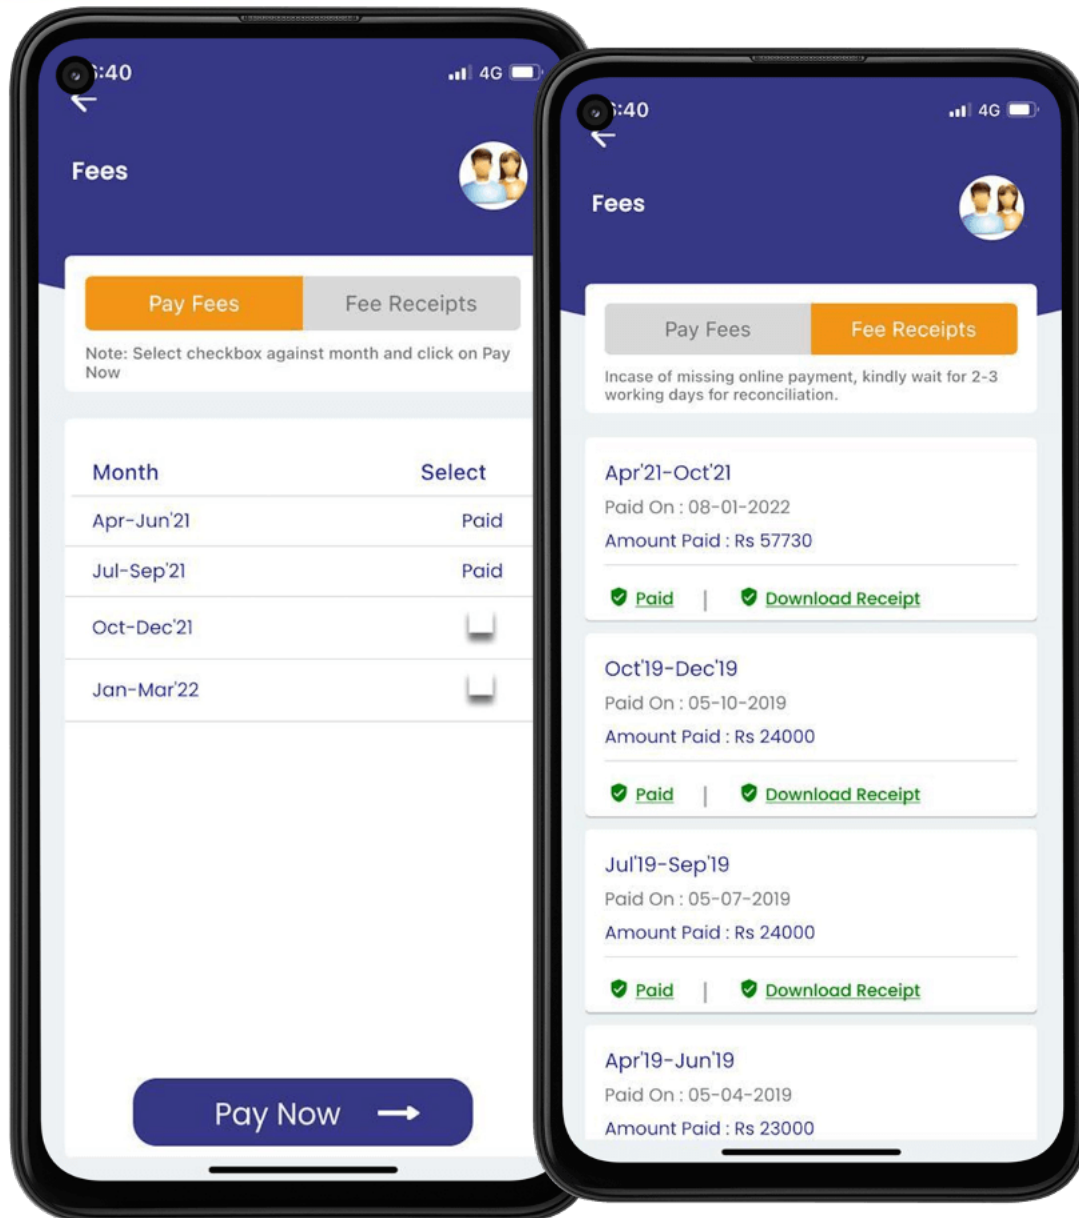 :40
4G
Fees
Pay Fees
Fee Receipts
Note: Select checkbox against month and click on Pay
Now
Month Select
Apr-Jun'21 Paid
Jul-Sep'21 Paid
Oct-Dec'21
Jan-Mar'22
Pay Now
:40
4G
Fees
Pay Fees
Fee Receipts
Incase of missing online payment, kindly wait for 2-3
working days for reconciliation.
Apr'21-Oct'21
Paid On : 08-01-2022
Amount Paid : Rs 57730
Paid | Download Receipt
Oct'19-Dec'19
Paid On : 05-10-2019
Amount Paid : Rs 24000
Paid | Download Receipt
Jul'19-Sep'19
Paid On : 05-07-2019
Amount Paid : Rs 24000
Paid | Download Receipt
Apr'19-Jun'19
Paid On : 05-04-2019
Amount Paid : Rs 23000